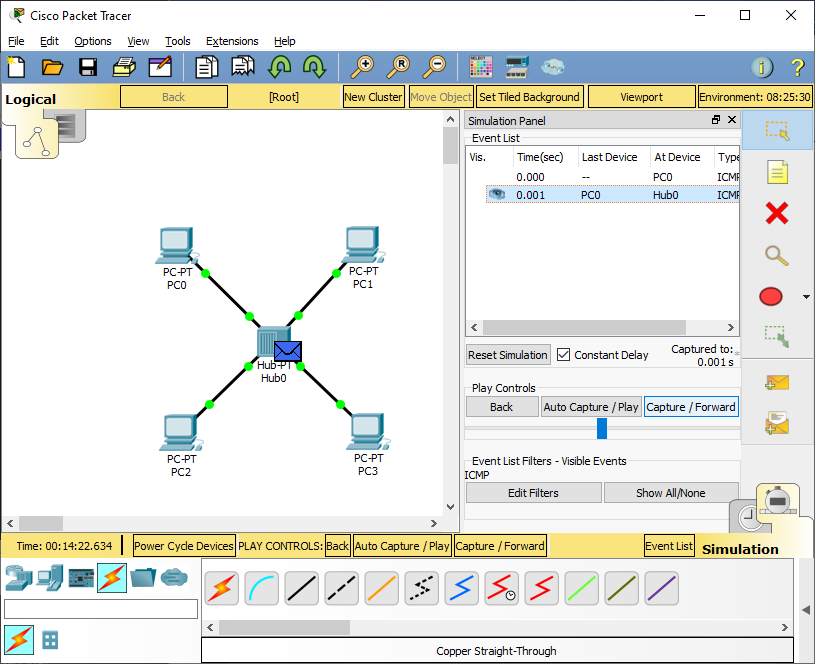 Cisco Packet Tracer
File Edit Options View Tools Extensions Help
Logical Back [Root] New Cluster Move Object Set Tiled Background Viewport Environment: 08:25:30
Simulation Panel
Event List
Vis. Time(sec) Last Device At Device Type
0.000 -- PC0 ICMP
0.001 PC0 Hub0 ICMP
PC-PT
PC0
PC-PT
PC1
Hub-PT
Hub0
PC-PT
PC2
PC-PT
PC3
Reset Simulation Constant Delay Captured to:
0.001 s
Play Controls
Back Auto Capture / Play Capture / Forward
Event List Filters - Visible Events
ICMP
Edit Filters Show All/None
Time: 00:14:22.634 Power Cycle Devices PLAY CONTROLS: Back Auto Capture / Play Capture / Forward Event List Simulation
Copper Straight-Through